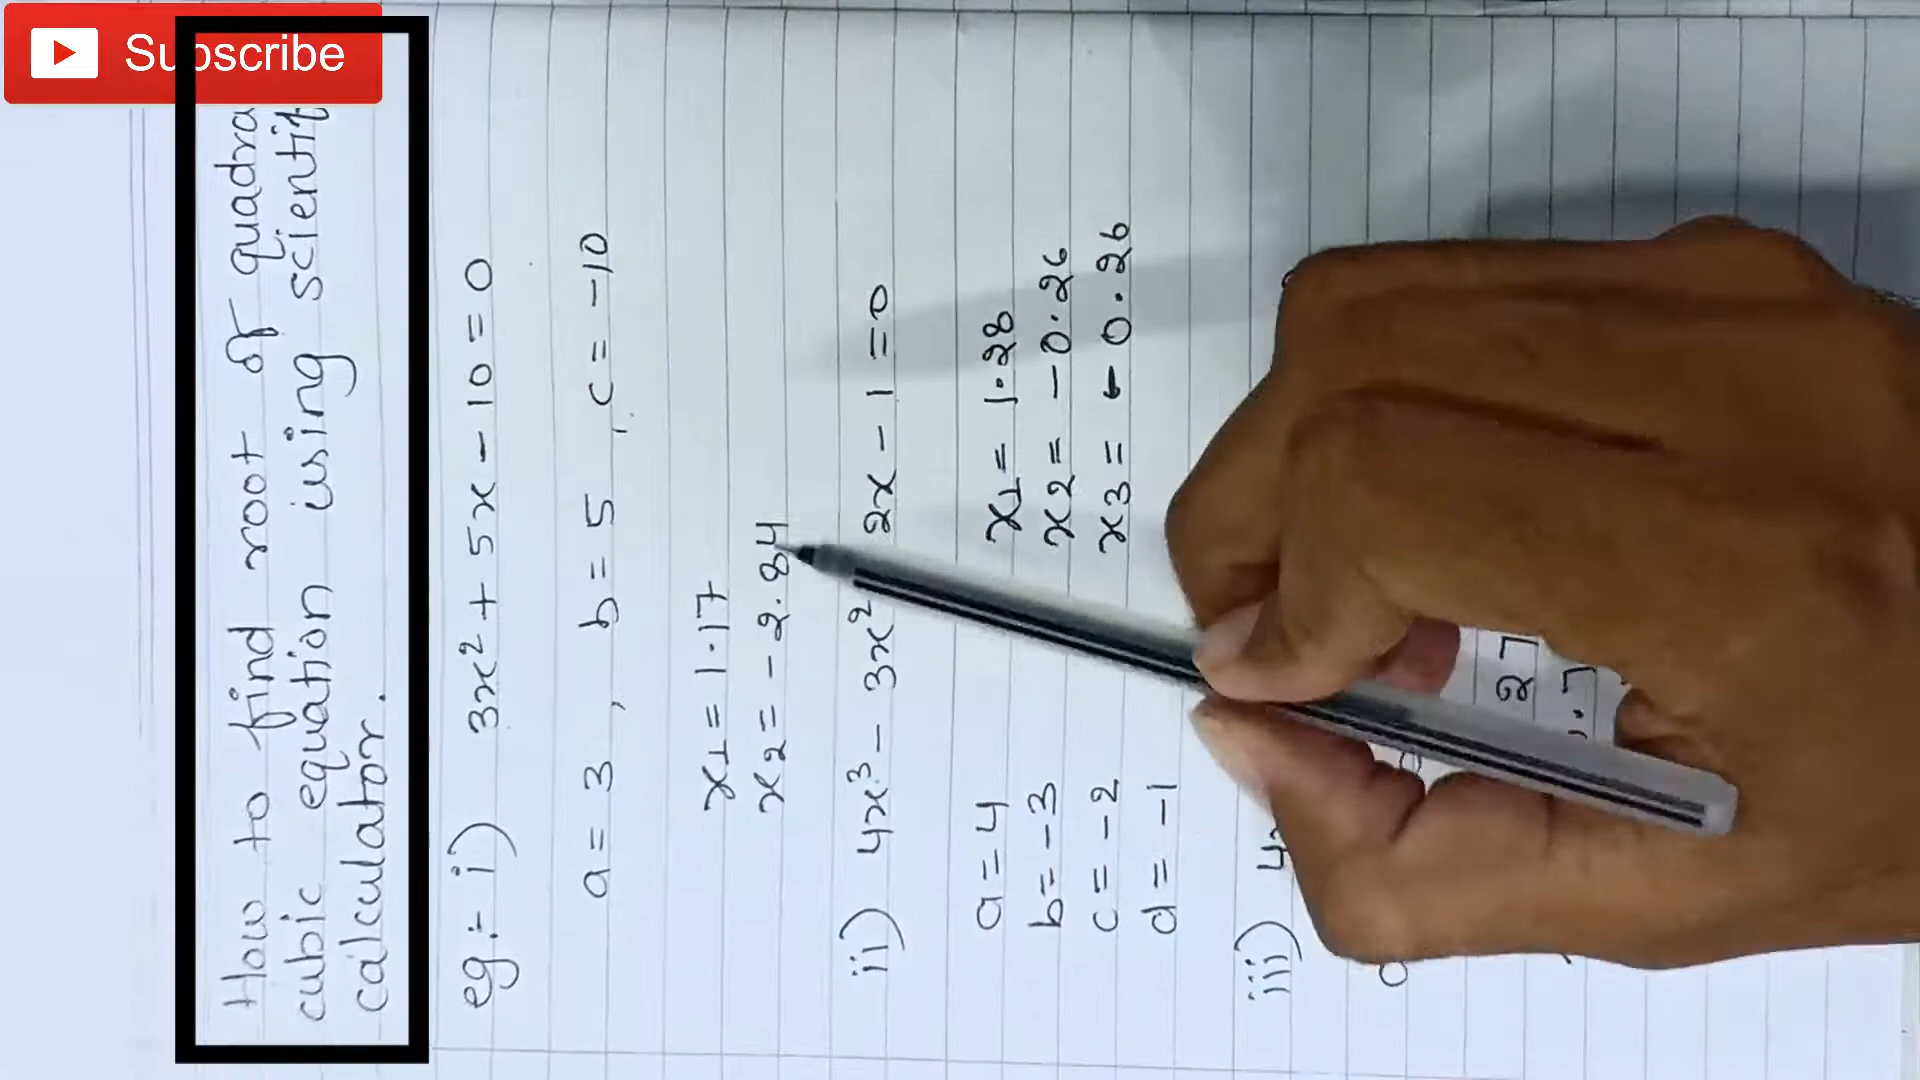 Subscribe
How to find root of quadra
cubic equation using scientif
calculator.
eg:- i) 3x² + 5x - 10 = 0
a = 3 , b = 5 , c = -10
x1 = 1.17
x2 = -2.84
ii) 4x³ - 3x² 2x - 1 = 0
a = 4
b = -3
c = -2
d = -1
x1 = 1.28
x2 = -0.26
x3 = -0.26
iii)
27